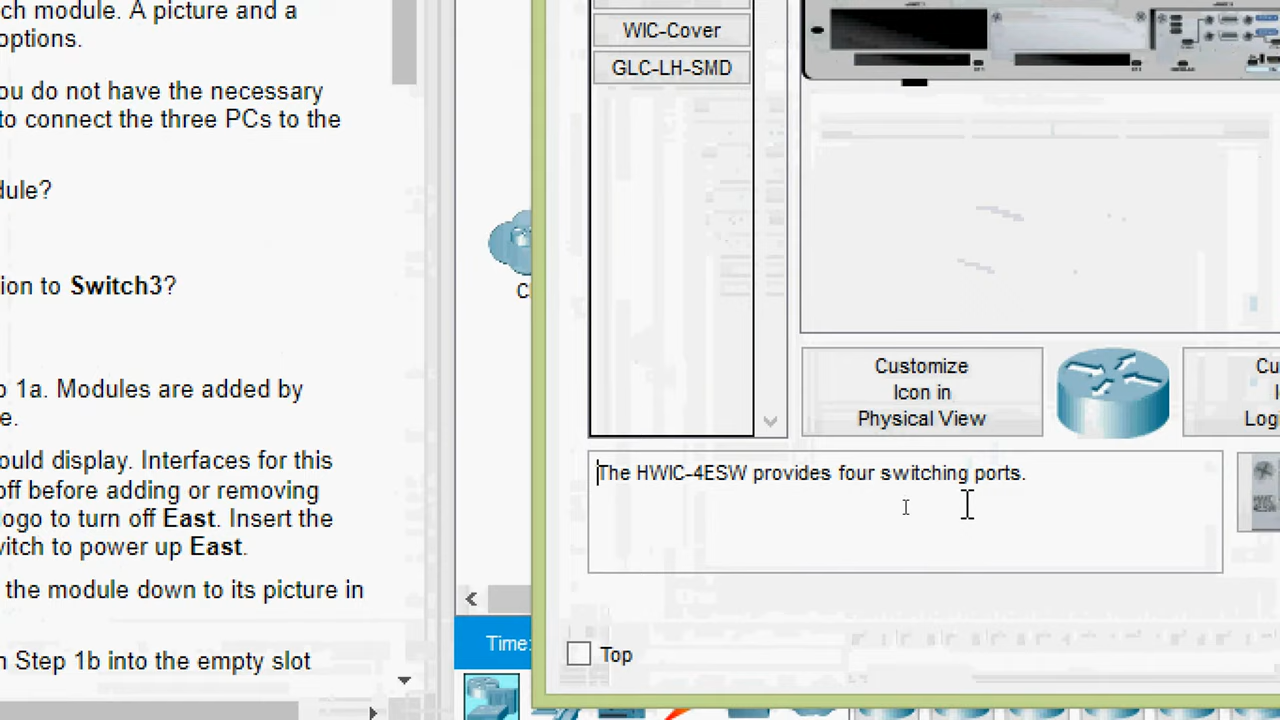 ch module. A picture and a
options.
ou do not have the necessary
to connect the three PCs to the
dule?
ion to Switch3?
o 1a. Modules are added by
e.
ould display. Interfaces for this
off before adding or removing
logo to turn off East. Insert the
vitch to power up East.
the module down to its picture in
n Step 1b into the empty slot
WIC-Cover
GLC-LH-SMD
C
Customize
Icon in
Physical View
Cu
I
Log
The HWIC-4ESW provides four switching ports.
Time:
Top